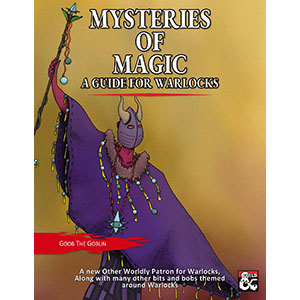 MYSTERIES
OF
MAGIC
A GUIDE FOR WARLOCKS
GOOB THE GOBLIN
A new Other Worldly Patron for Warlocks,
Along with many other bits and bobs themed
around Warlocks